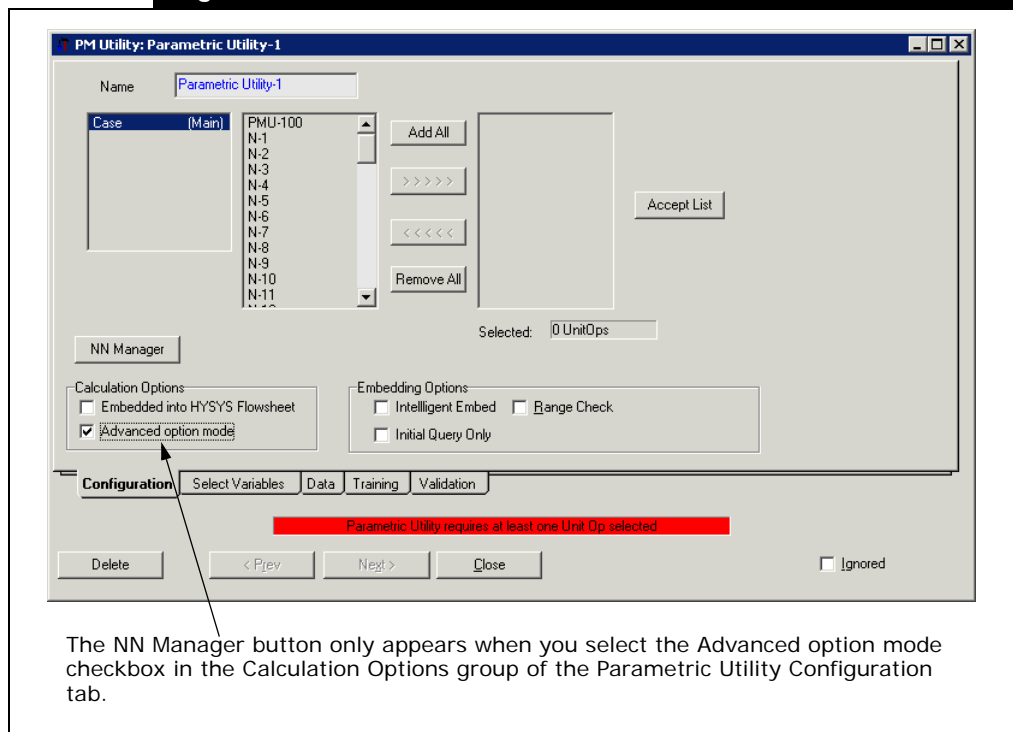 PM Utility: Parametric Utility-1
Name Parametric Utility-1
Case (Main)
PMU-100
N-1
N-2
N-3
N-4
N-5
N-6
N-7
N-8
N-9
N-10
N-11
Add All
>>>>>
<<<<<
Remove All
Accept List
Selected: 0 UnitOps
NN Manager
Calculation Options
Embedded into HYSYS Flowsheet
Advanced option mode
Embedding Options
Intelligent Embed Range Check
Initial Query Only
Configuration Select Variables Data Training Validation
Parametric Utility requires at least one Unit Op selected
Delete < Prev Next > Close Ignored
The NN Manager button only appears when you select the Advanced option mode
checkbox in the Calculation Options group of the Parametric Utility Configuration
tab.